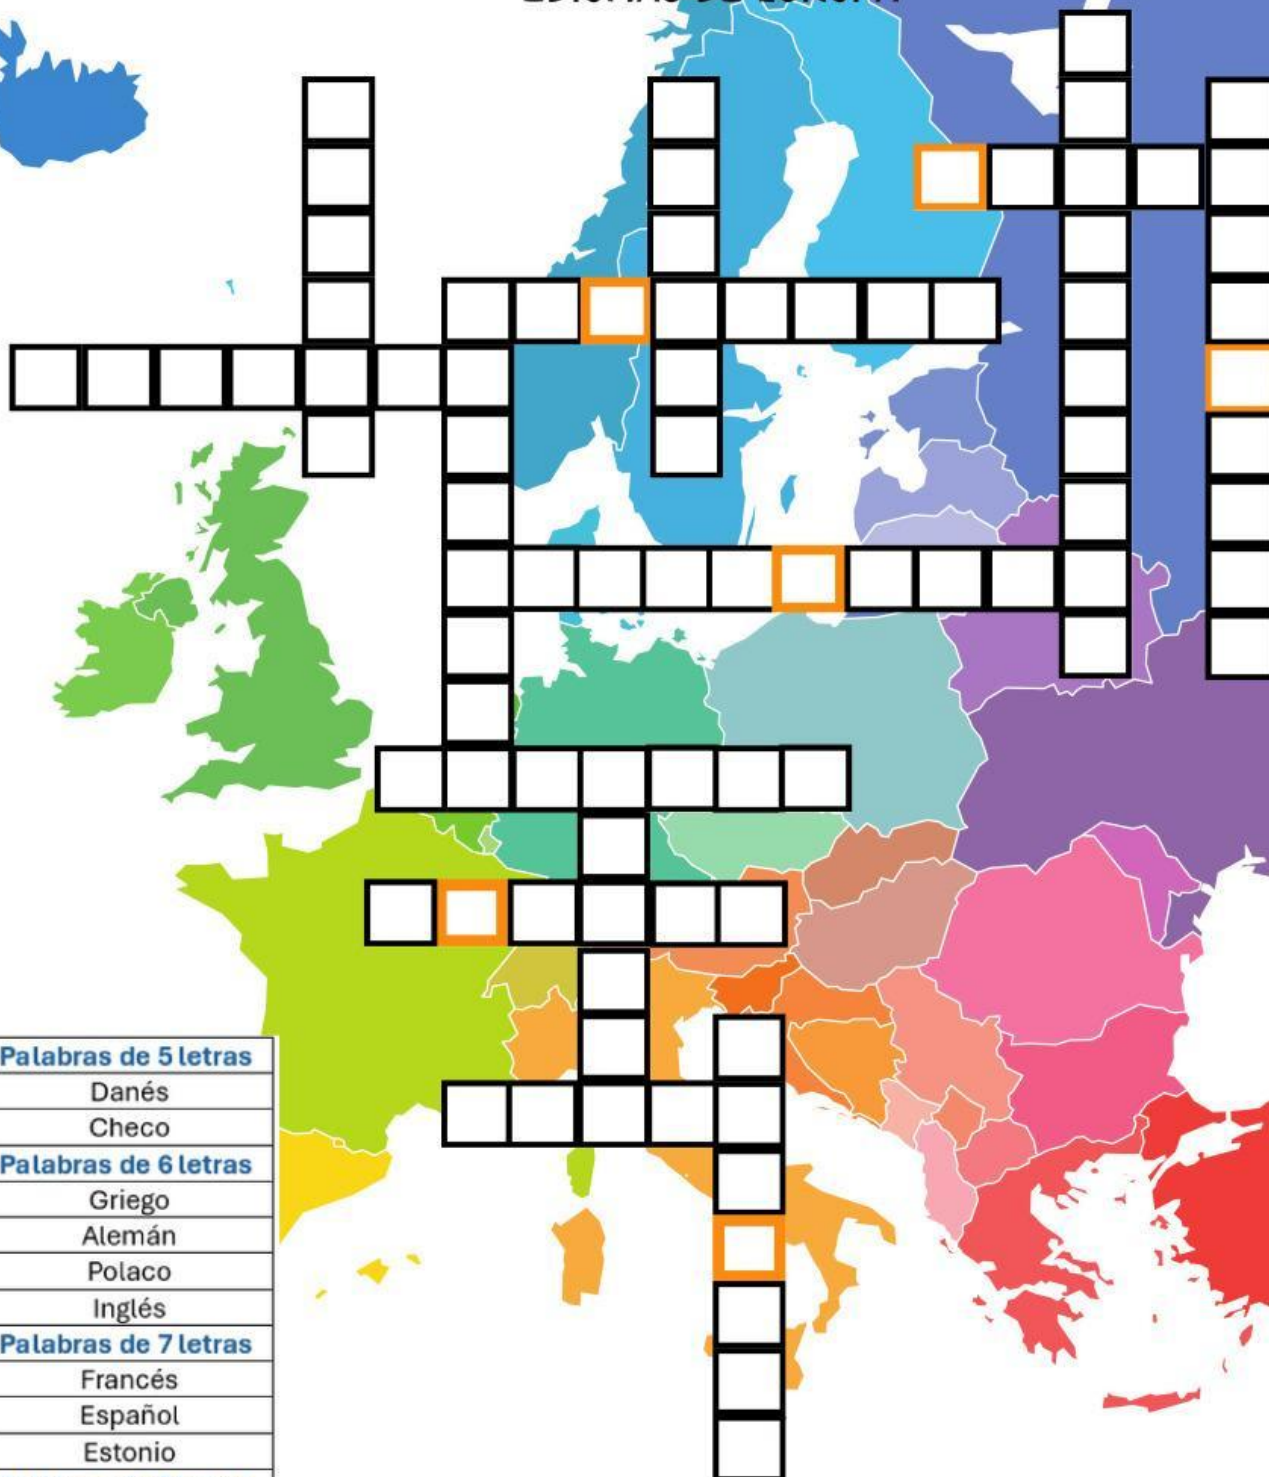 Palabras de 5 letras
Danés
Checo
Palabras de 6 letras
Griego
Alemán
Polaco
Inglés
Palabras de 7 letras
Francés
Español
Estonio